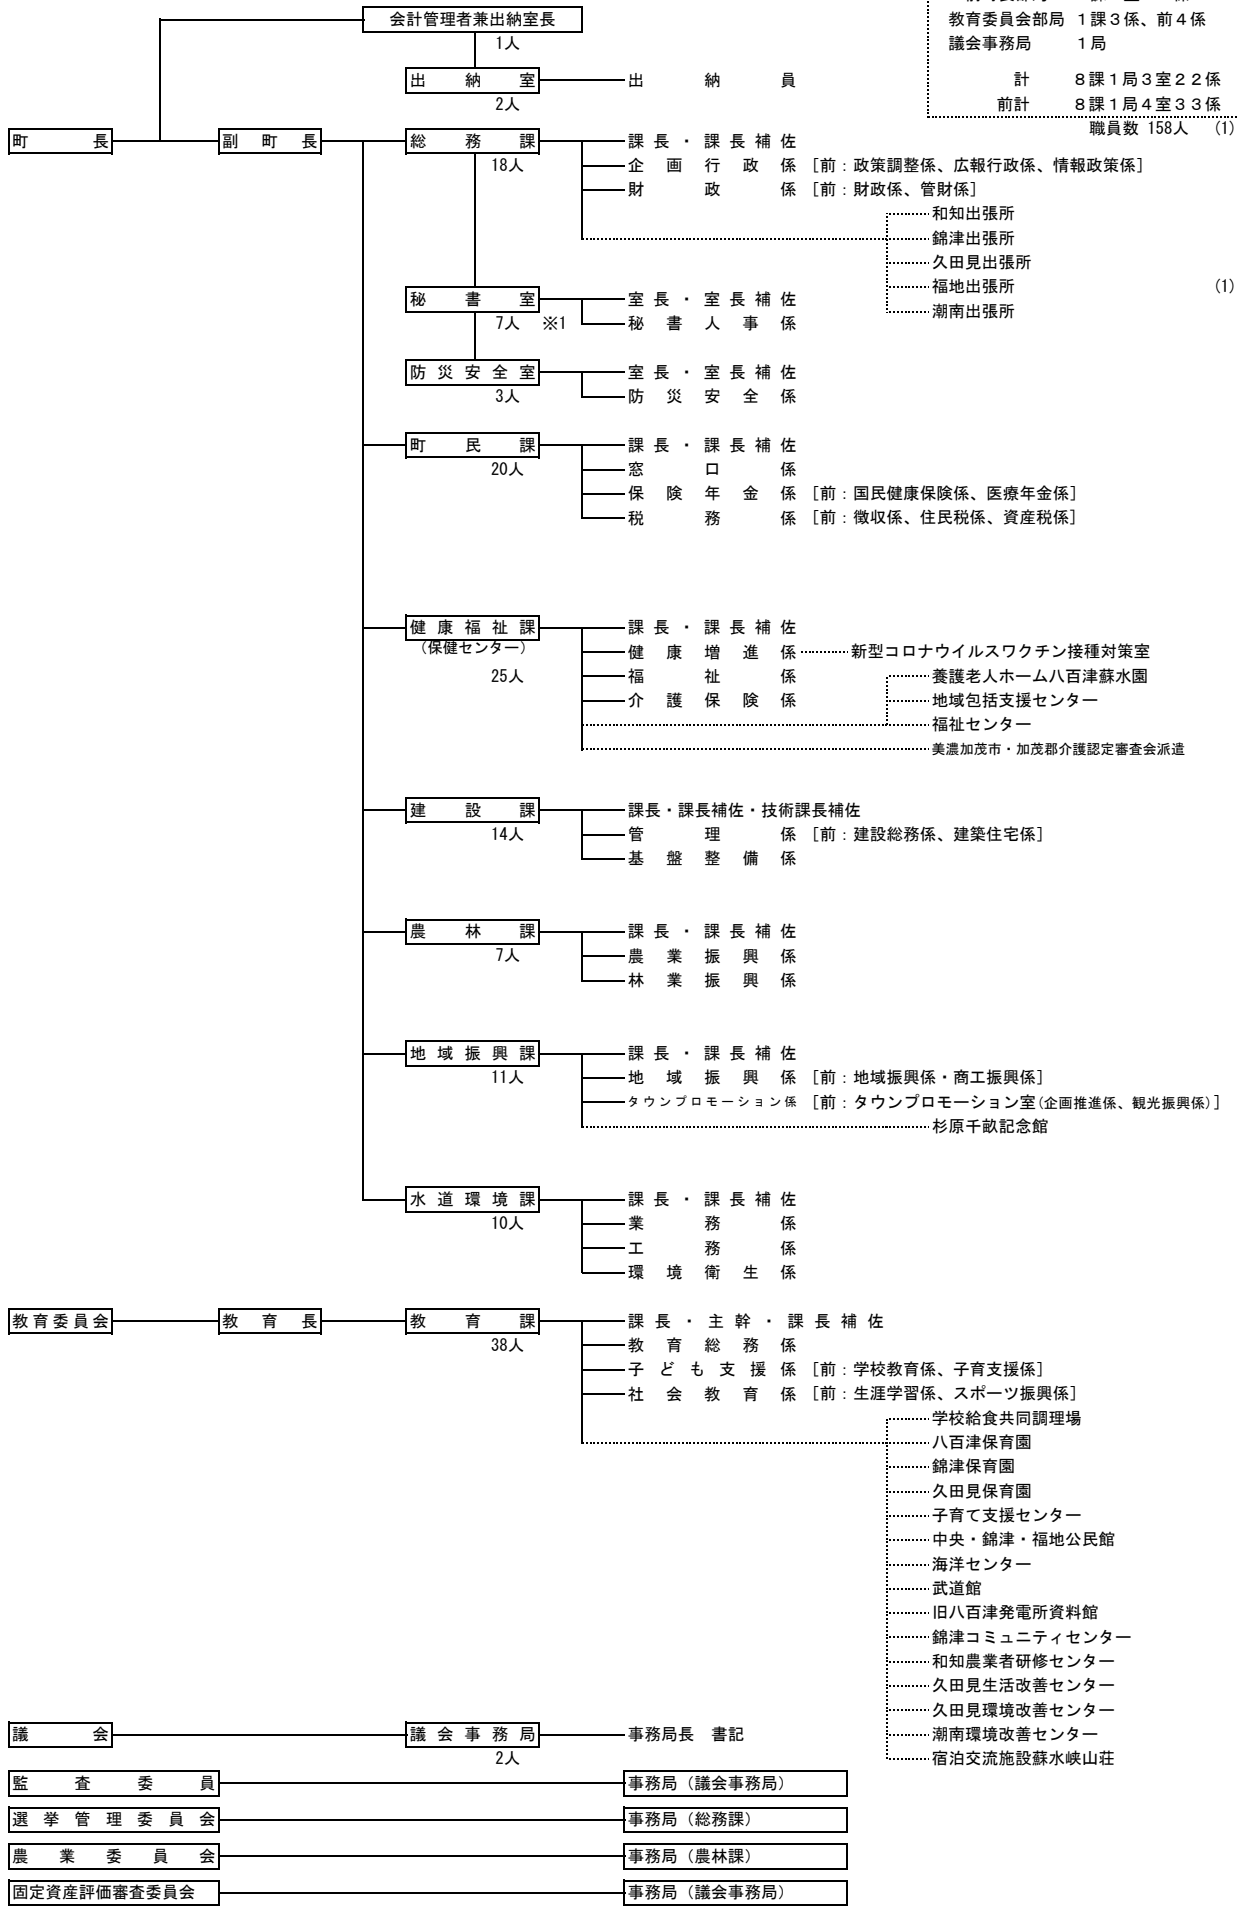 会計管理者兼出納室長
1人
教育委員会部局 1課3係、前4係
議会事務局 1局
計 8課1局3室22係
前計 8課1局4室33係
職員数 158人 (1)
出納室 出納員
2人
町長 副町長 総務課 課長・課長補佐
18人 企画行政係 [前：政策調整係、広報行政係、情報政策係]
財政係 [前：財政係、管財係]
和知出張所
錦津出張所
久田見出張所
福地出張所 (1)
潮南出張所
秘書室 室長・室長補佐
7人 ※1 秘書人事係
防災安全室 室長・室長補佐
3人 防災安全係
町民課 課長・課長補佐
20人 窓口係
保険年金係 [前：国民健康保険係、医療年金係]
税務係 [前：徴収係、住民税係、資産税係]
健康福祉課 課長・課長補佐
(保健センター) 健康増進係 新型コロナウイルスワクチン接種対策室
25人 福祉係 養護老人ホーム八百津蘇水園
介護保険係 地域包括支援センター
福祉センター
美濃加茂市・加茂郡介護認定審査会派遣
建設課 課長・課長補佐・技術課長補佐
14人 管理係 [前：建設総務係、建築住宅係]
基盤整備係
農林課 課長・課長補佐
7人 農業振興係
林業振興係
地域振興課 課長・課長補佐
11人 地域振興係 [前：地域振興係・商工振興係]
タウンプロモーション係 [前：タウンプロモーション室(企画推進係、観光振興係)]
杉原千畝記念館
水道環境課 課長・課長補佐
10人 業務係
工務係
環境衛生係
教育委員会 教育長 教育課 課長・主幹・課長補佐
38人 教育総務係
子ども支援係 [前：学校教育係、子育支援係]
社会教育係 [前：生涯学習係、スポーツ振興係]
学校給食共同調理場
八百津保育園
錦津保育園
久田見保育園
子育て支援センター
中央・錦津・福地公民館
海洋センター
武道館
旧八百津発電所資料館
錦津コミュニティセンター
和知農業者研修センター
久田見生活改善センター
久田見環境改善センター
議会 議会事務局 事務局長 書記 潮南環境改善センター
2人 宿泊交流施設蘇水峡山荘
監査委員 事務局（議会事務局）
選挙管理委員会 事務局（総務課）
農業委員会 事務局（農林課）
固定資産評価審査委員会 事務局（議会事務局）